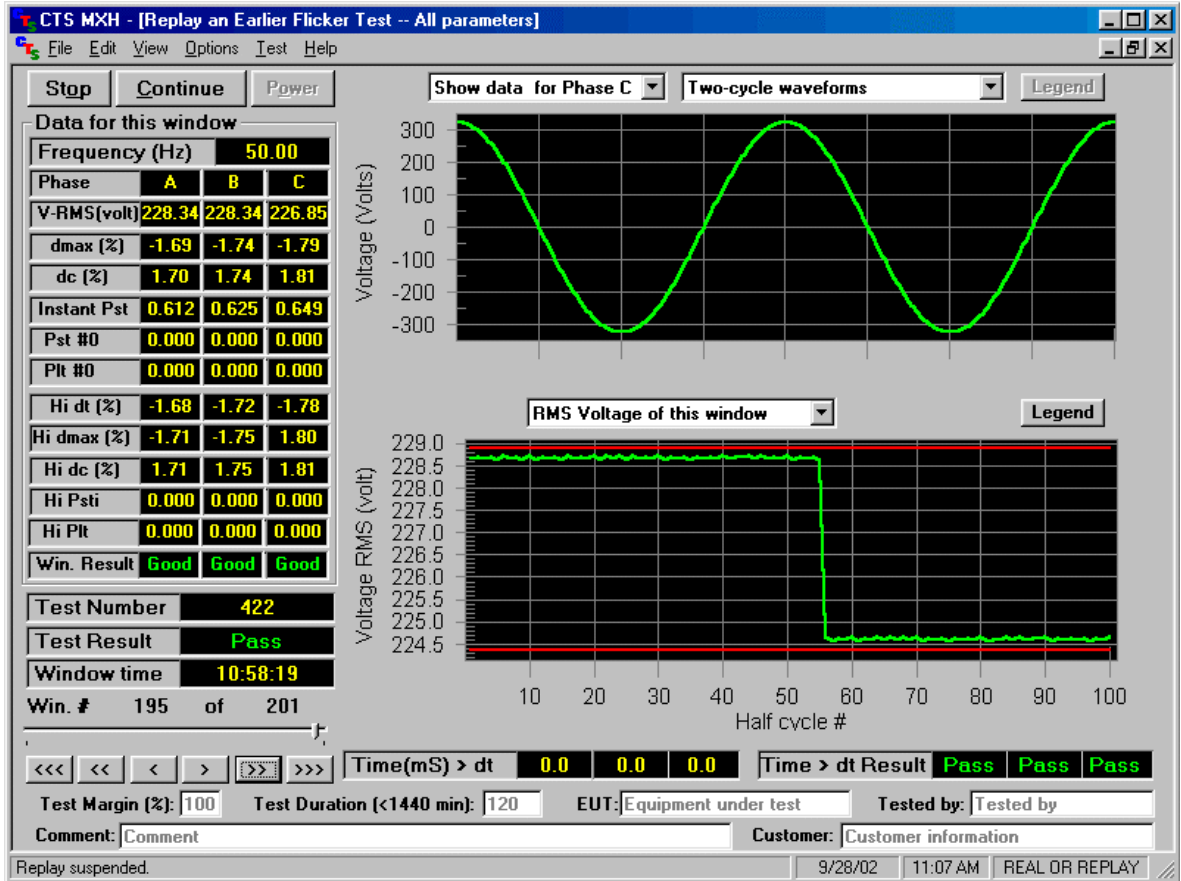 CTS MXH - [Replay an Earlier Flicker Test -- All parameters]
CTS File Edit View Options Test Help
Stop Continue Power
Show data for Phase C Two-cycle waveforms Legend
Data for this window
Frequency (Hz) 50.00
Phase A B C
V-RMS(volt) 228.34 228.34 226.85
dmax (%) -1.69 -1.74 -1.79
dc (%) 1.70 1.74 1.81
Instant Pst 0.612 0.625 0.649
Pst #0 0.000 0.000 0.000
Plt #0 0.000 0.000 0.000
Hi dt (%) -1.68 -1.72 -1.78
Hi dmax (%) -1.71 -1.75 1.80
Hi dc (%) 1.71 1.75 1.81
Hi Psti 0.000 0.000 0.000
Hi Plt 0.000 0.000 0.000
Win. Result Good Good Good
Test Number 422
Test Result Pass
Window time 10:58:19
Win. # 195 of 201
<<< << < > >> >>>
Voltage (Volts)
300
200
100
0
-100
-200
-300
RMS Voltage of this window Legend
Voltage RMS (volt)
229.0
228.5
228.0
227.5
227.0
226.5
226.0
225.5
225.0
224.5
10 20 30 40 50 60 70 80 90 100
Half cycle #
Time(mS) > dt 0.0 0.0 0.0 Time > dt Result Pass Pass Pass
Test Margin (%): 100 Test Duration (<1440 min): 120 EUT: Equipment under test Tested by: Tested by
Comment: Comment Customer: Customer information
Replay suspended. 9/28/02 11:07 AM REAL OR REPLAY